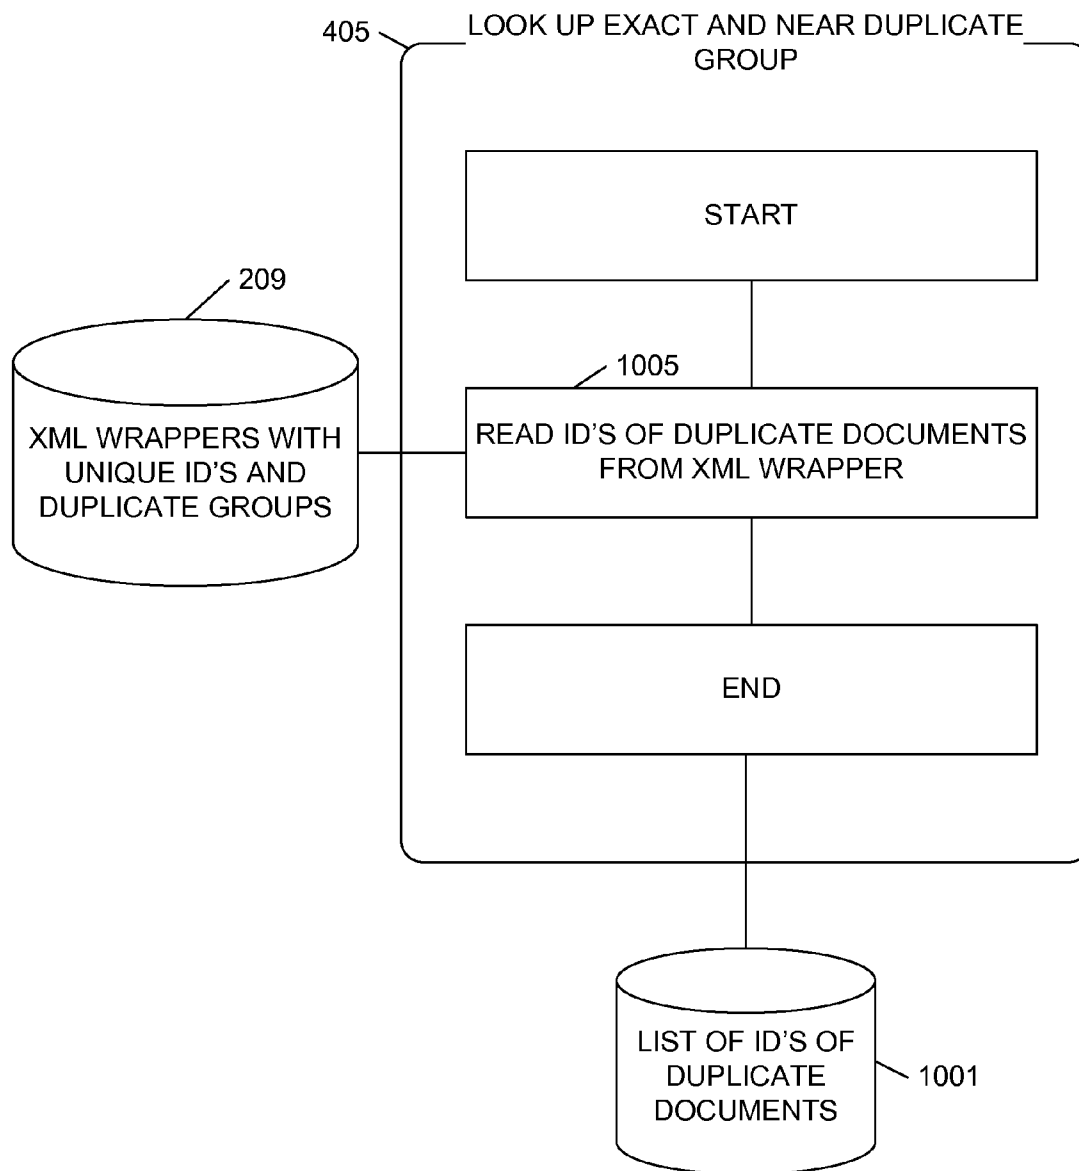 405
LOOK UP EXACT AND NEAR DUPLICATE
GROUP
START
209
XML WRAPPERS WITH
UNIQUE ID'S AND
DUPLICATE GROUPS
1005
READ ID'S OF DUPLICATE DOCUMENTS
FROM XML WRAPPER
END
LIST OF ID'S OF
DUPLICATE
DOCUMENTS
1001